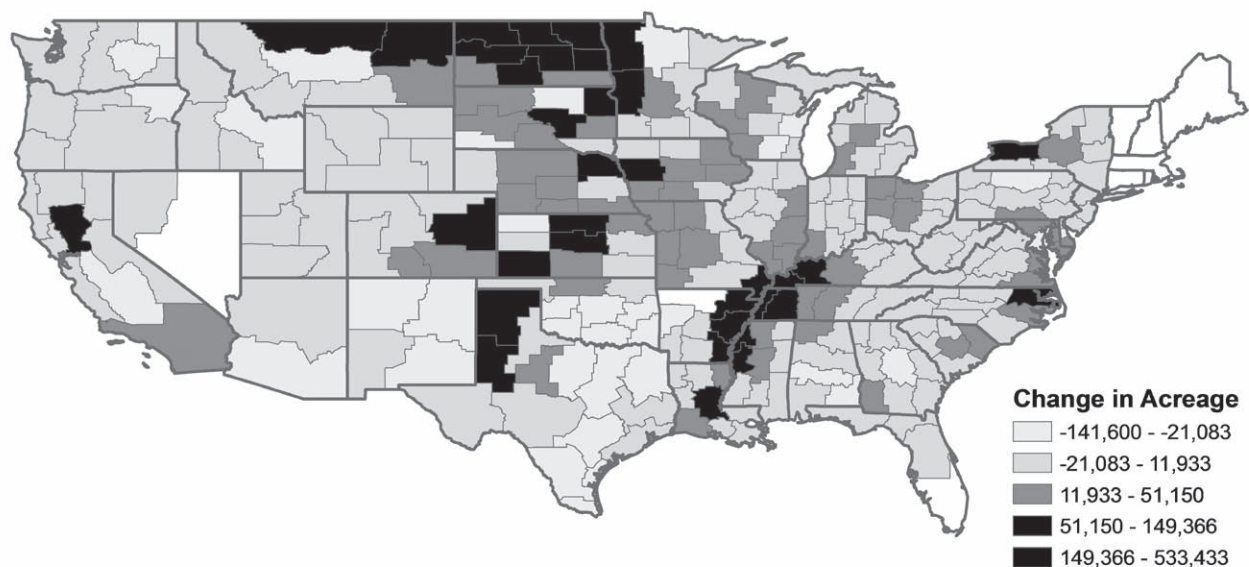 Change in Acreage
-141,600 - -21,083
-21,083 - 11,933
11,933 - 51,150
51,150 - 149,366
149,366 - 533,433